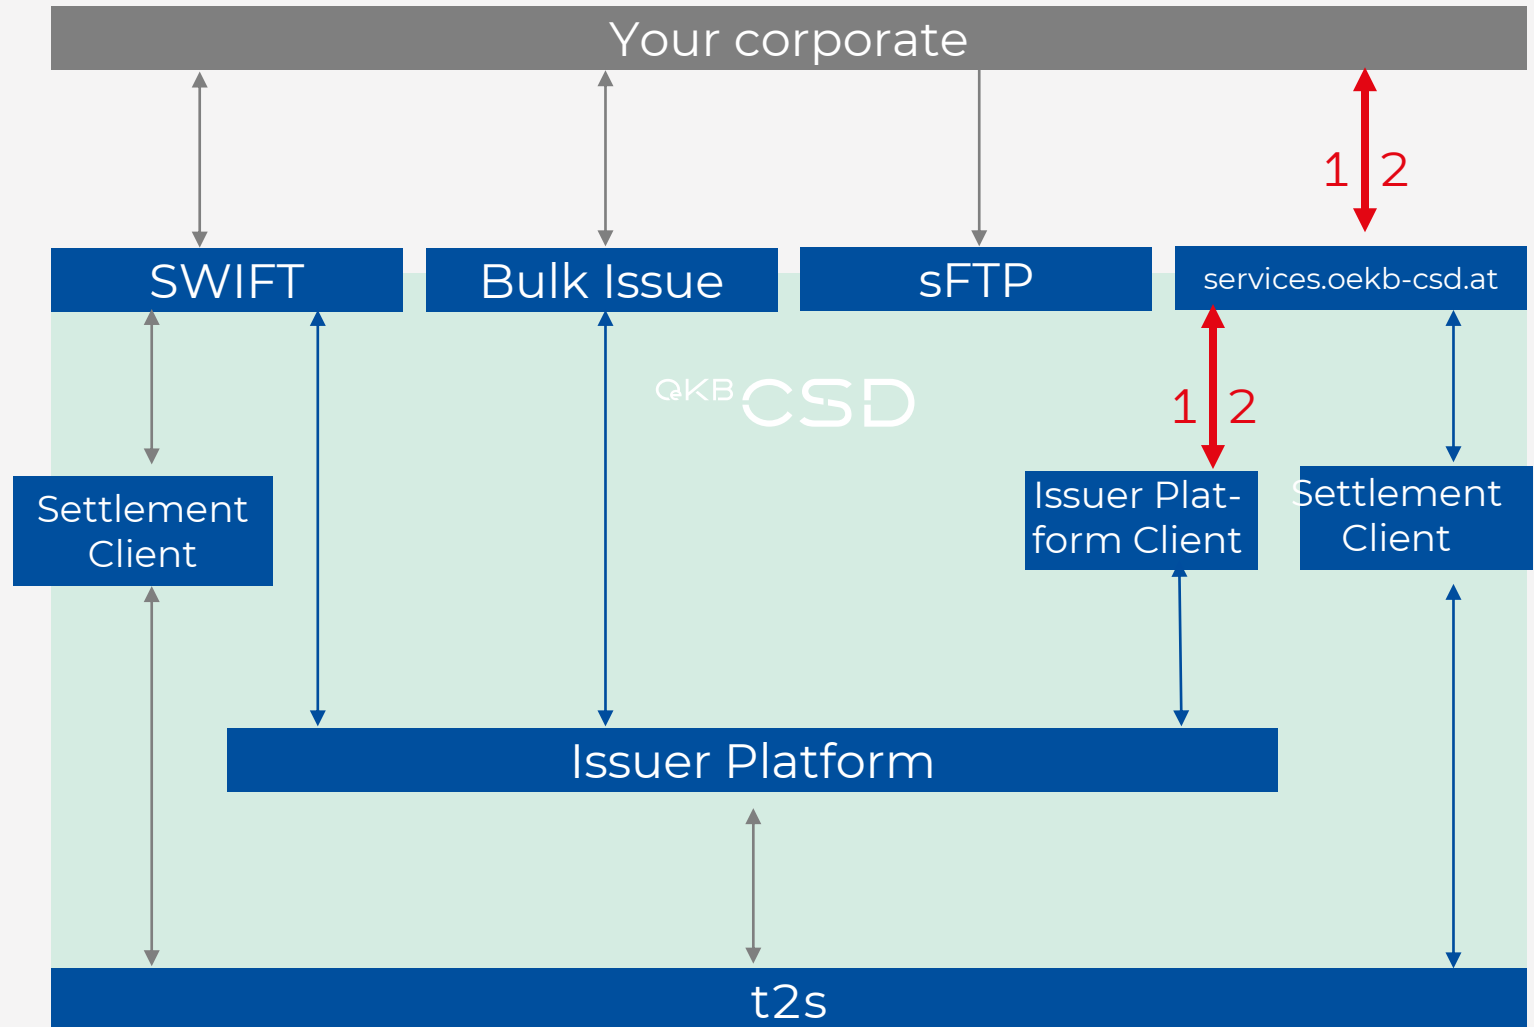 Your corporate
1 2
SWIFT
Bulk Issue
sFTP
services.oekb-csd.at
OeKB CSD
1 2
Settlement
Client
Issuer Plat-
form Client
Settlement
Client
Issuer Platform
t2s